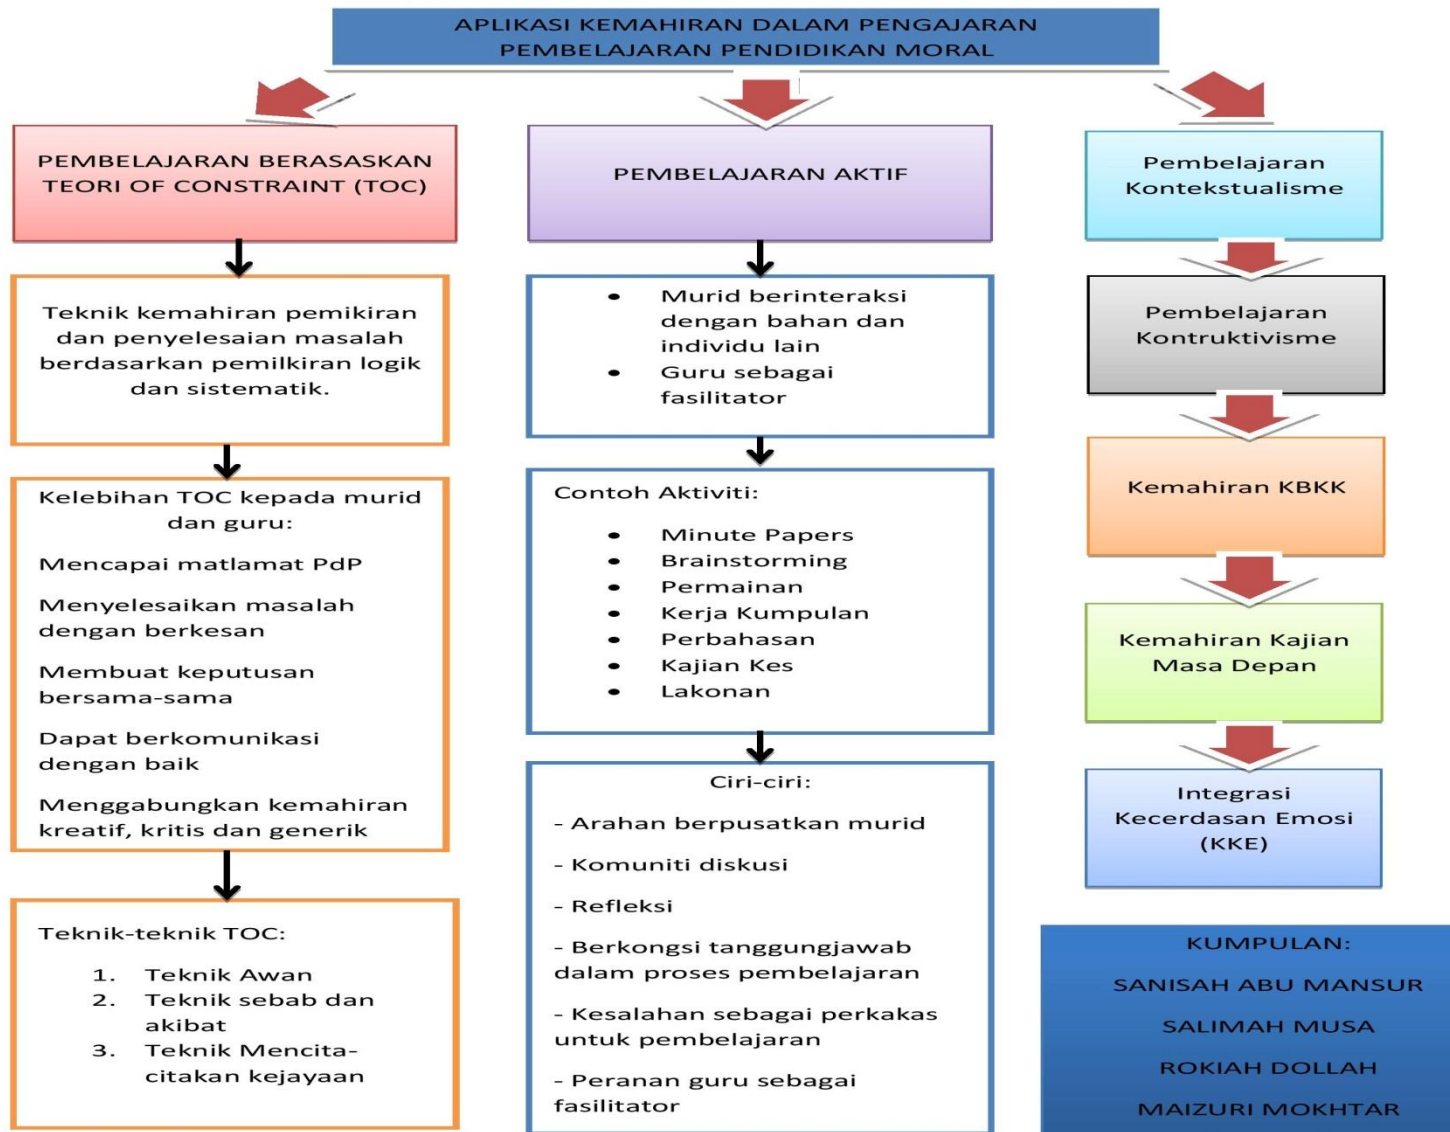 APLIKASI KEMAHIRAN DALAM PENGAJARAN
PEMBELAJARAN PENDIDIKAN MORAL
PEMBELAJARAN BERASASKAN
TEORI OF CONSTRAINT (TOC)
Teknik kemahiran pemikiran
dan penyelesaian masalah
berdasarkan pemilkiran logik
dan sistematik.
Kelebihan TOC kepada murid
dan guru:
Mencapai matlamat PdP
Menyelesaikan masalah
dengan berkesan
Membuat keputusan
bersama-sama
Dapat berkomunikasi
dengan baik
Menggabungkan kemahiran
kreatif, kritis dan generik
Teknik-teknik TOC:
1. Teknik Awan
2. Teknik sebab dan
akibat
3. Teknik Mencita-
citakan kejayaan
PEMBELAJARAN AKTIF
• Murid berinteraksi
dengan bahan dan
individu lain
• Guru sebagai
fasilitator
Contoh Aktiviti:
• Minute Papers
• Brainstorming
• Permainan
• Kerja Kumpulan
• Perbahasan
• Kajian Kes
• Lakonan
Ciri-ciri:
- Arahan berpusatkan murid
- Komuniti diskusi
- Refleksi
- Berkongsi tanggungjawab
dalam proses pembelajaran
- Kesalahan sebagai perkakas
untuk pembelajaran
- Peranan guru sebagai
fasilitator
Pembelajaran
Kontekstualisme
Pembelajaran
Kontruktivisme
Kemahiran KBKK
Kemahiran Kajian
Masa Depan
Integrasi
Kecerdasan Emosi
(KKE)
KUMPULAN:
SANISAH ABU MANSUR
SALIMAH MUSA
ROKIAH DOLLAH
MAIZURI MOKHTAR